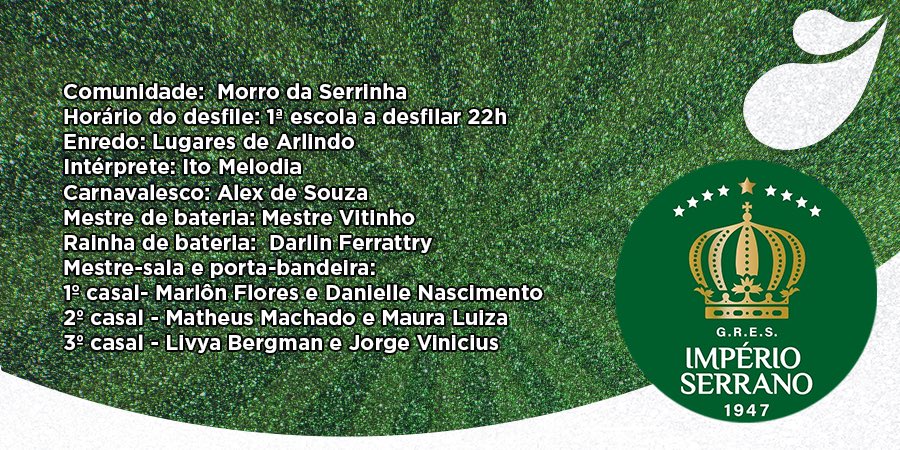 Comunidade:  Morro da Serrinha
Horário do desfile: 1ª escola a desfilar 22h
Enredo: Lugares de Arlindo
Intérprete: Ito Melodia
Carnavalesco: Alex de Souza
Mestre de bateria: Mestre Vitinho
Rainha de bateria:  Darlin Ferrattry
Mestre-sala e porta-bandeira:
1º casal- Marlôn Flores e Danielle Nascimento
2º casal - Matheus Machado e Maura Luiza
3º casal - Livya Bergman e Jorge Vinicius
G.R.E.S.
IMPÉRIO
SERRANO
1947